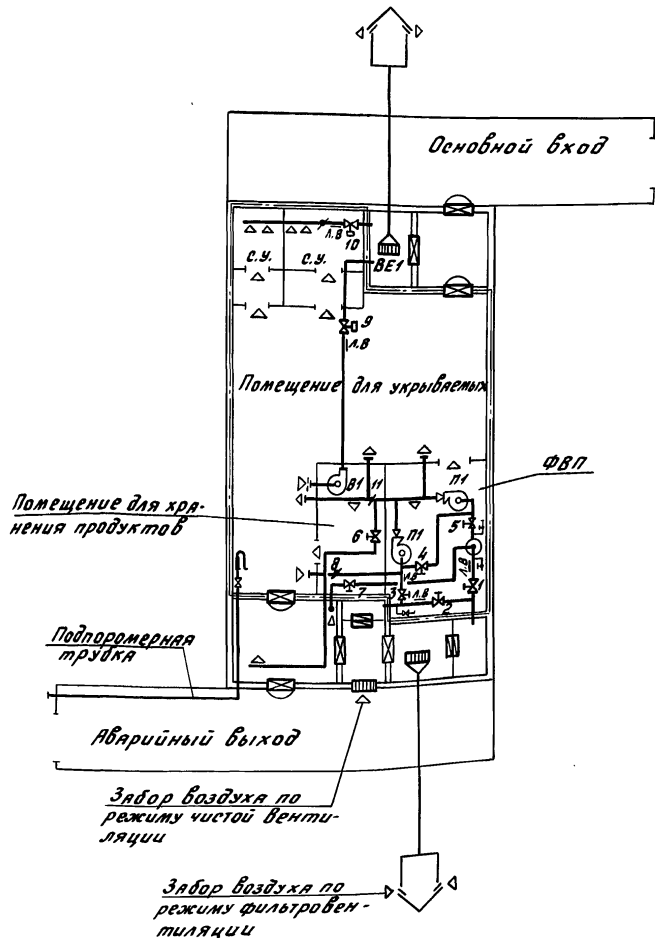 Основной вход
л.в
10
с.у.
с.у.
ВЕ1
9
л.в
Помещение для укрываемых
ФВП
В1
11
П1
Помещение для хра-
нения продуктов
6
П1
5
4
8
л.в
л.в
7
3
л.в
2
1
Подпоромерная
трубка
Аварийный выход
Забор воздуха по
режиму чистой венти-
ляции
Забор воздуха по
режиму фильтровен-
тиляции